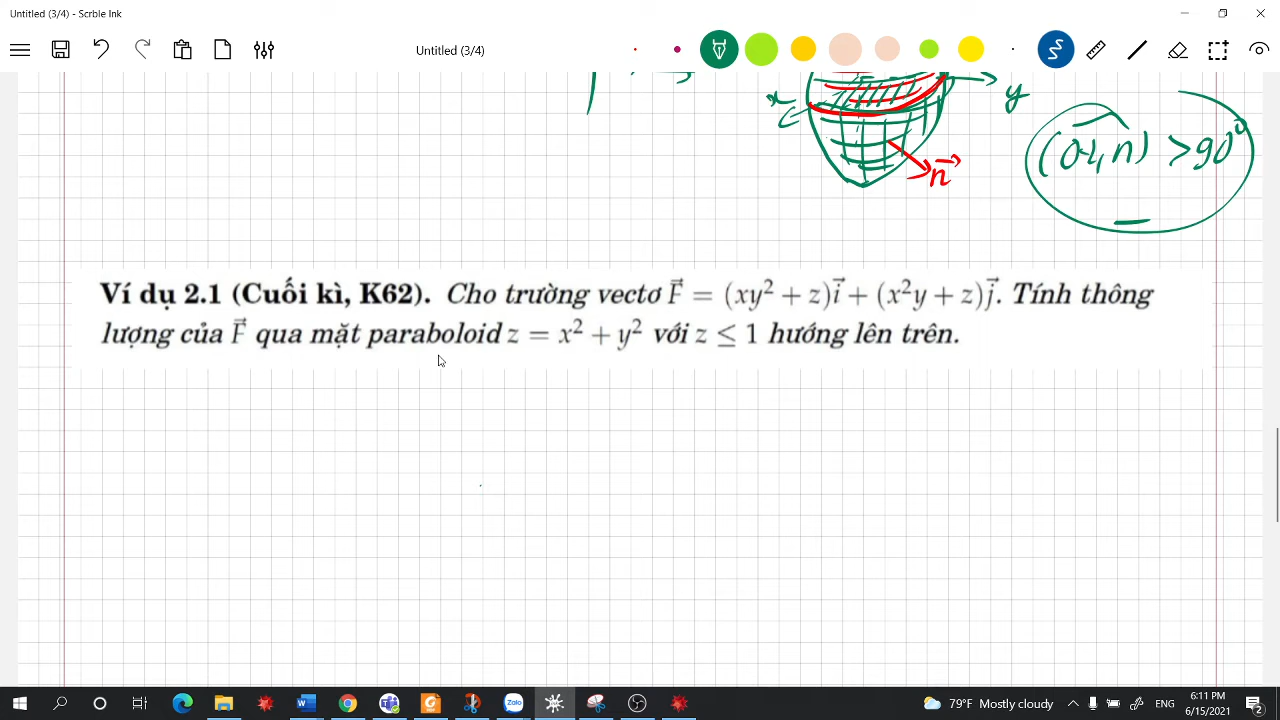 Untitled (3/4) - Scrble Ink
Untitled (3/4)
x
y
n⃗
(Oz, n) > 90°
Ví dụ 2.1 (Cuối kì, K62). Cho trường vectơ F⃗ = (xy² + z)i⃗ + (x²y + z)j⃗. Tính thông
lượng của F⃗ qua mặt paraboloid z = x² + y² với z ≤ 1 hướng lên trên.
79°F Mostly cloudy
ENG
6:11 PM
6/15/2021
Zalo
2